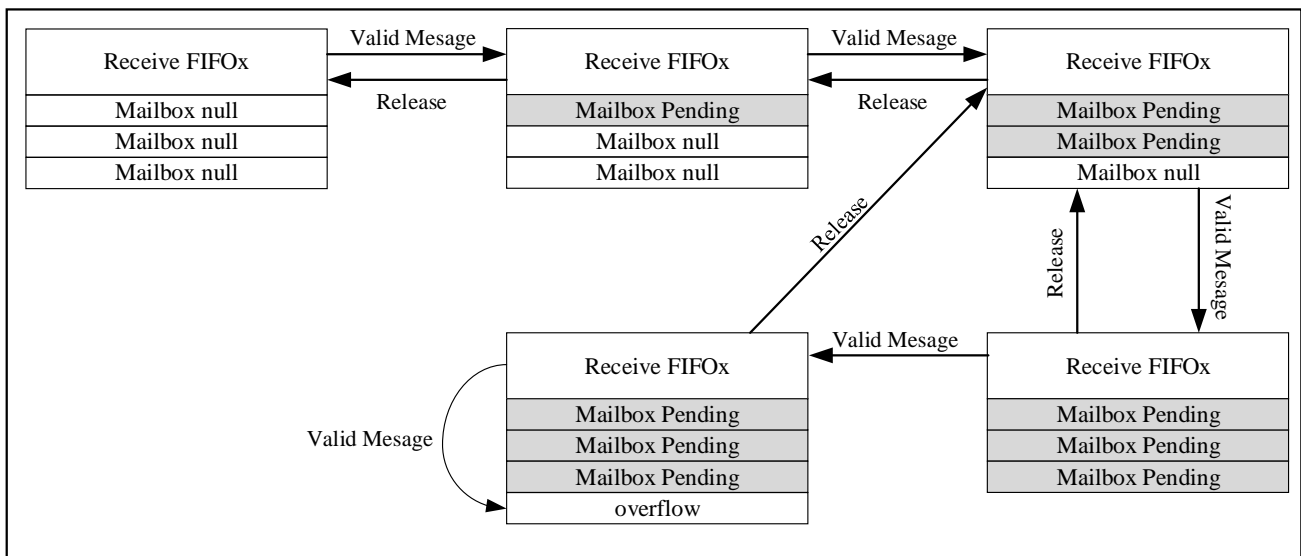 Receive FIFOx
Mailbox null
Mailbox null
Mailbox null
Valid Mesage
Release
Receive FIFOx
Mailbox Pending
Mailbox null
Mailbox null
Valid Mesage
Release
Receive FIFOx
Mailbox Pending
Mailbox Pending
Mailbox null
Release
Release
Valid Mesage
Receive FIFOx
Mailbox Pending
Mailbox Pending
Mailbox Pending
overflow
Valid Mesage
Valid Mesage
Receive FIFOx
Mailbox Pending
Mailbox Pending
Mailbox Pending